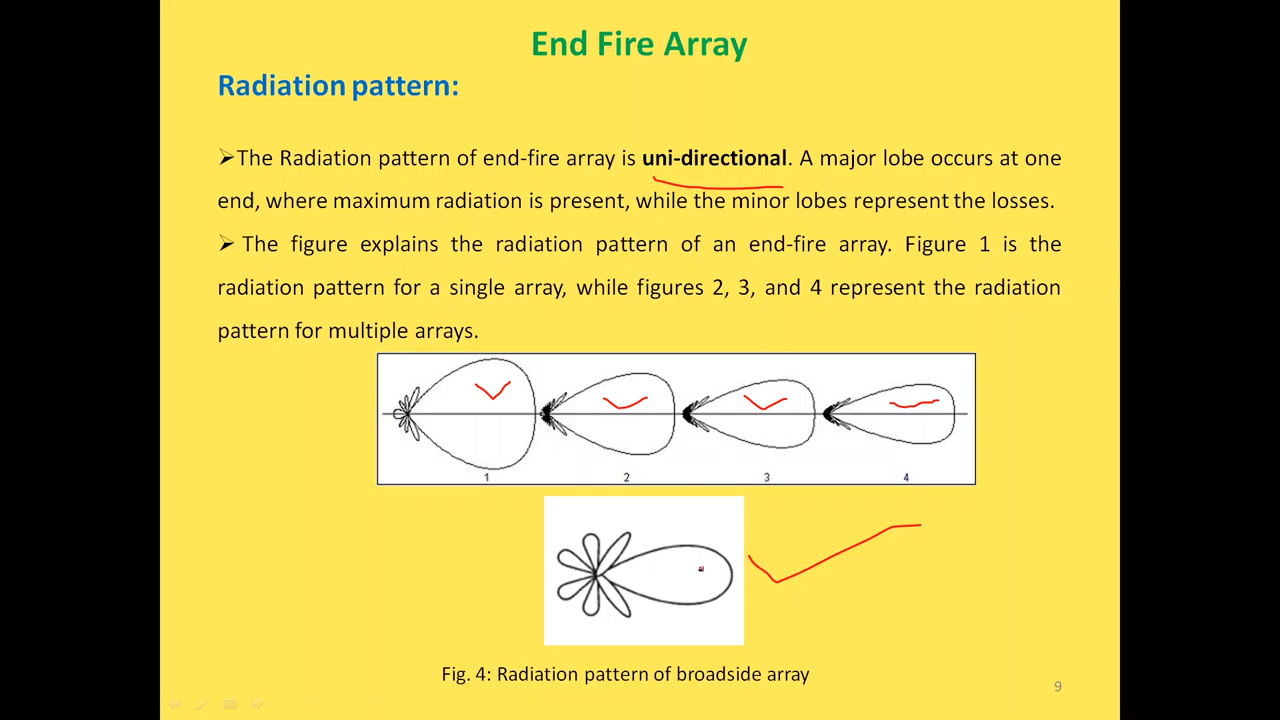 End Fire Array
Radiation pattern:
➢The Radiation pattern of end-fire array is uni-directional. A major lobe occurs at one
end, where maximum radiation is present, while the minor lobes represent the losses.
➢ The figure explains the radiation pattern of an end-fire array. Figure 1 is the
radiation pattern for a single array, while figures 2, 3, and 4 represent the radiation
pattern for multiple arrays.
1 2 3 4
Fig. 4: Radiation pattern of broadside array
9